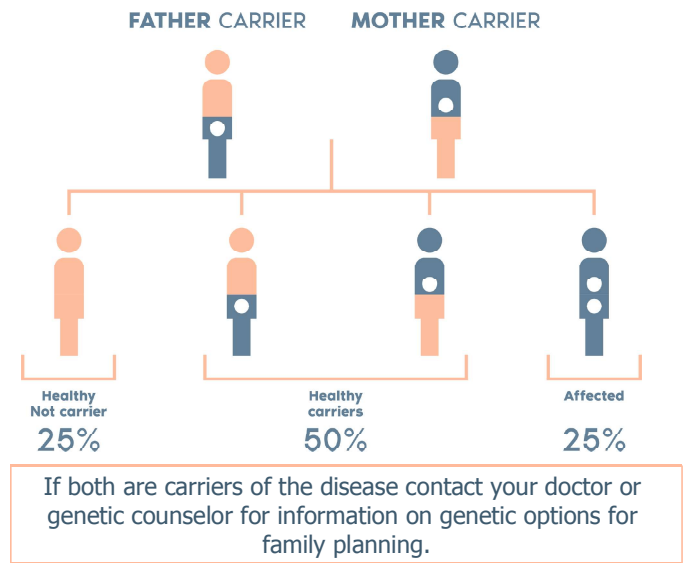 FATHER CARRIER
MOTHER CARRIER
Healthy
Not carrier
25%
Healthy
carriers
50%
Affected
25%
If both are carriers of the disease contact your doctor or
genetic counselor for information on genetic options for
family planning.